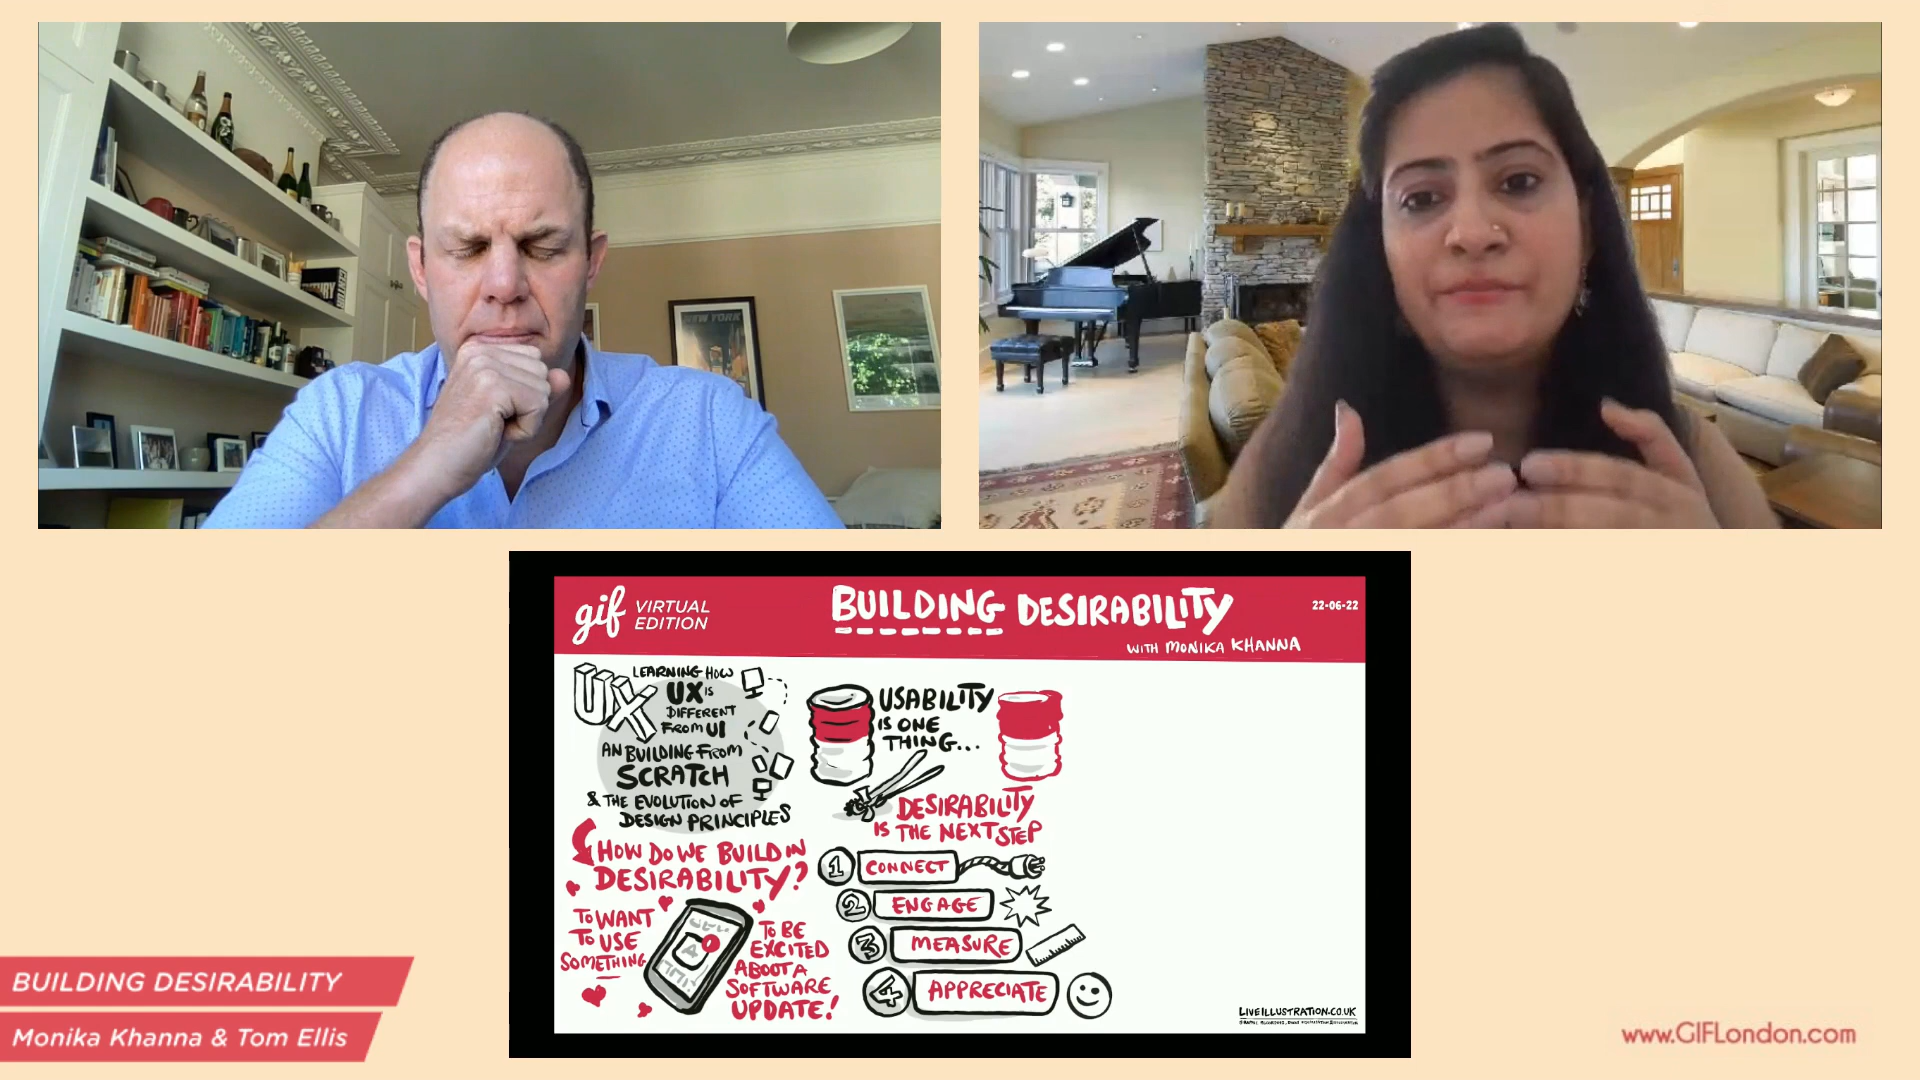 NEW YORK
gif VIRTUAL
EDITION
BUILDING DESIRABILITY
22-06-22
WITH MONIKA KHANNA
UX
LEARNING HOW
UX IS
DIFFERENT
FROM UI
AN BUILDING FROM
SCRATCH
& THE EVOLUTION OF
DESIGN PRINCIPLES
HOW DO WE BUILD IN
DESIRABILITY?
TO WANT
TO USE
SOMETHING
TO BE
EXCITED
ABOUT A
SOFTWARE
UPDATE!
USABILITY
IS ONE
THING...
DESIRABILITY
IS THE NEXT STEP
1 CONNECT
2 ENGAGE
3 MEASURE
4 APPRECIATE
LIVEILLUSTRATION.CO.UK
BUILDING DESIRABILITY
Monika Khanna & Tom Ellis
www.GIFLondon.com